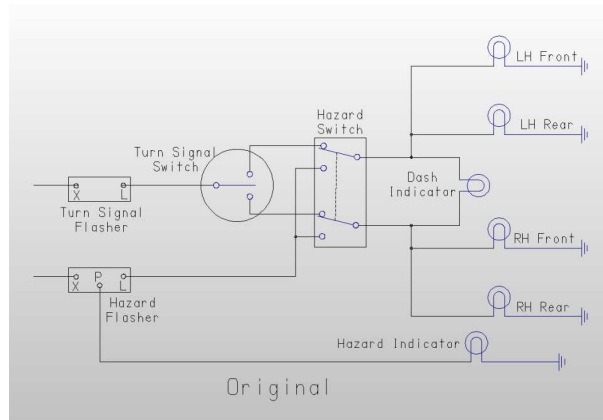 LH Front
Hazard
Switch
LH Rear
Turn Signal
Switch
Dash
Indicator
X L
Turn Signal
Flasher
RH Front
X P L
Hazard
Flasher
RH Rear
Hazard Indicator
Original